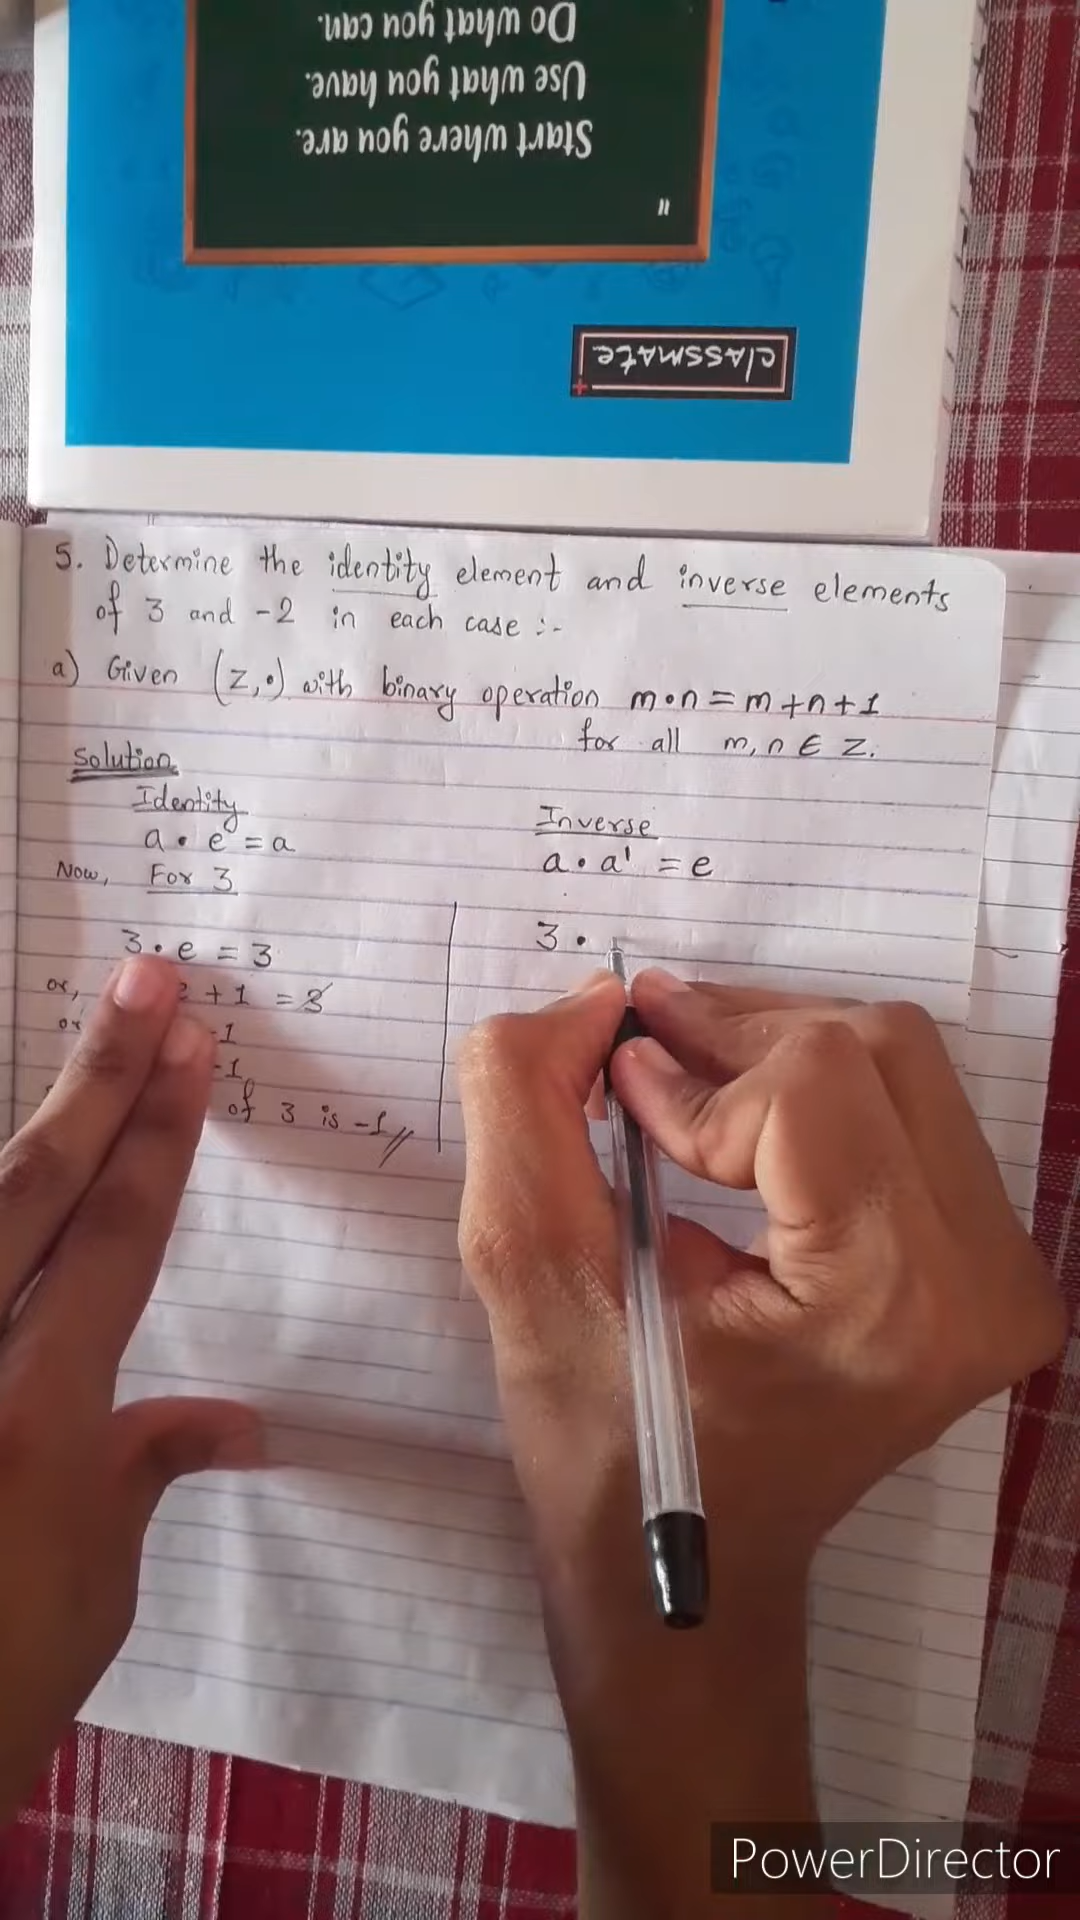 Do what you can.
Use what you have.
Start where you are.
"
classmate
5. Determine the identity element and inverse elements
of 3 and -2 in each case :-
a) Given (Z,•) with binary operation m•n = m+n+1
for all m, n ∈ Z.
Solution
Identity
a • e = a
Now, For 3
3 • e = 3
or, e + 1 = 3
or -1
-1
of 3 is -1//
Inverse
a • a' = e
3 •
PowerDirector